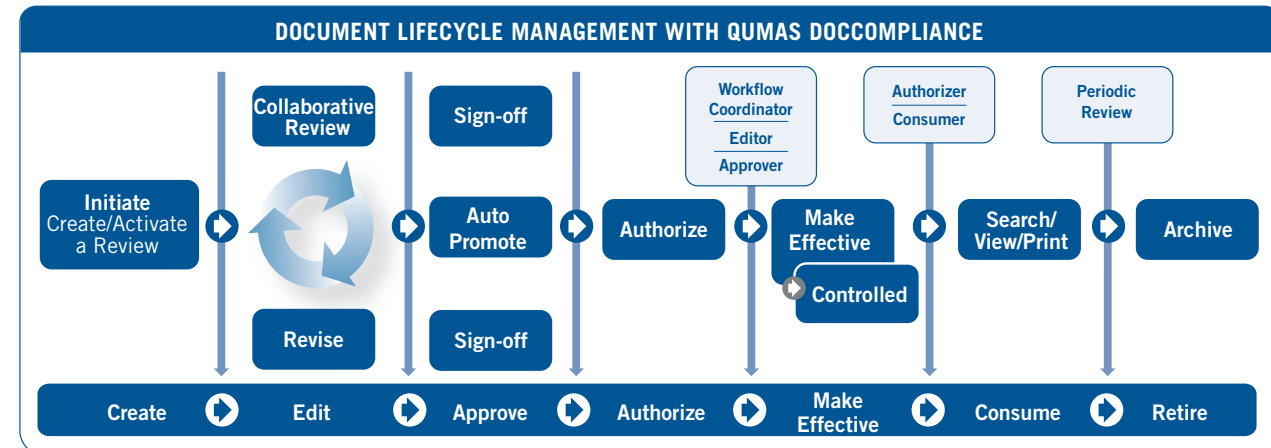 DOCUMENT LIFECYCLE MANAGEMENT WITH QUMAS DOCCOMPLIANCE
Initiate
Create/Activate
a Review
Collaborative
Review
Revise
Sign-off
Auto
Promote
Sign-off
Authorize
Workflow
Coordinator
Editor
Approver
Make
Effective
Controlled
Authorizer
Consumer
Search/
View/Print
Periodic
Review
Archive
Create
Edit
Approve
Authorize
Make
Effective
Consume
Retire